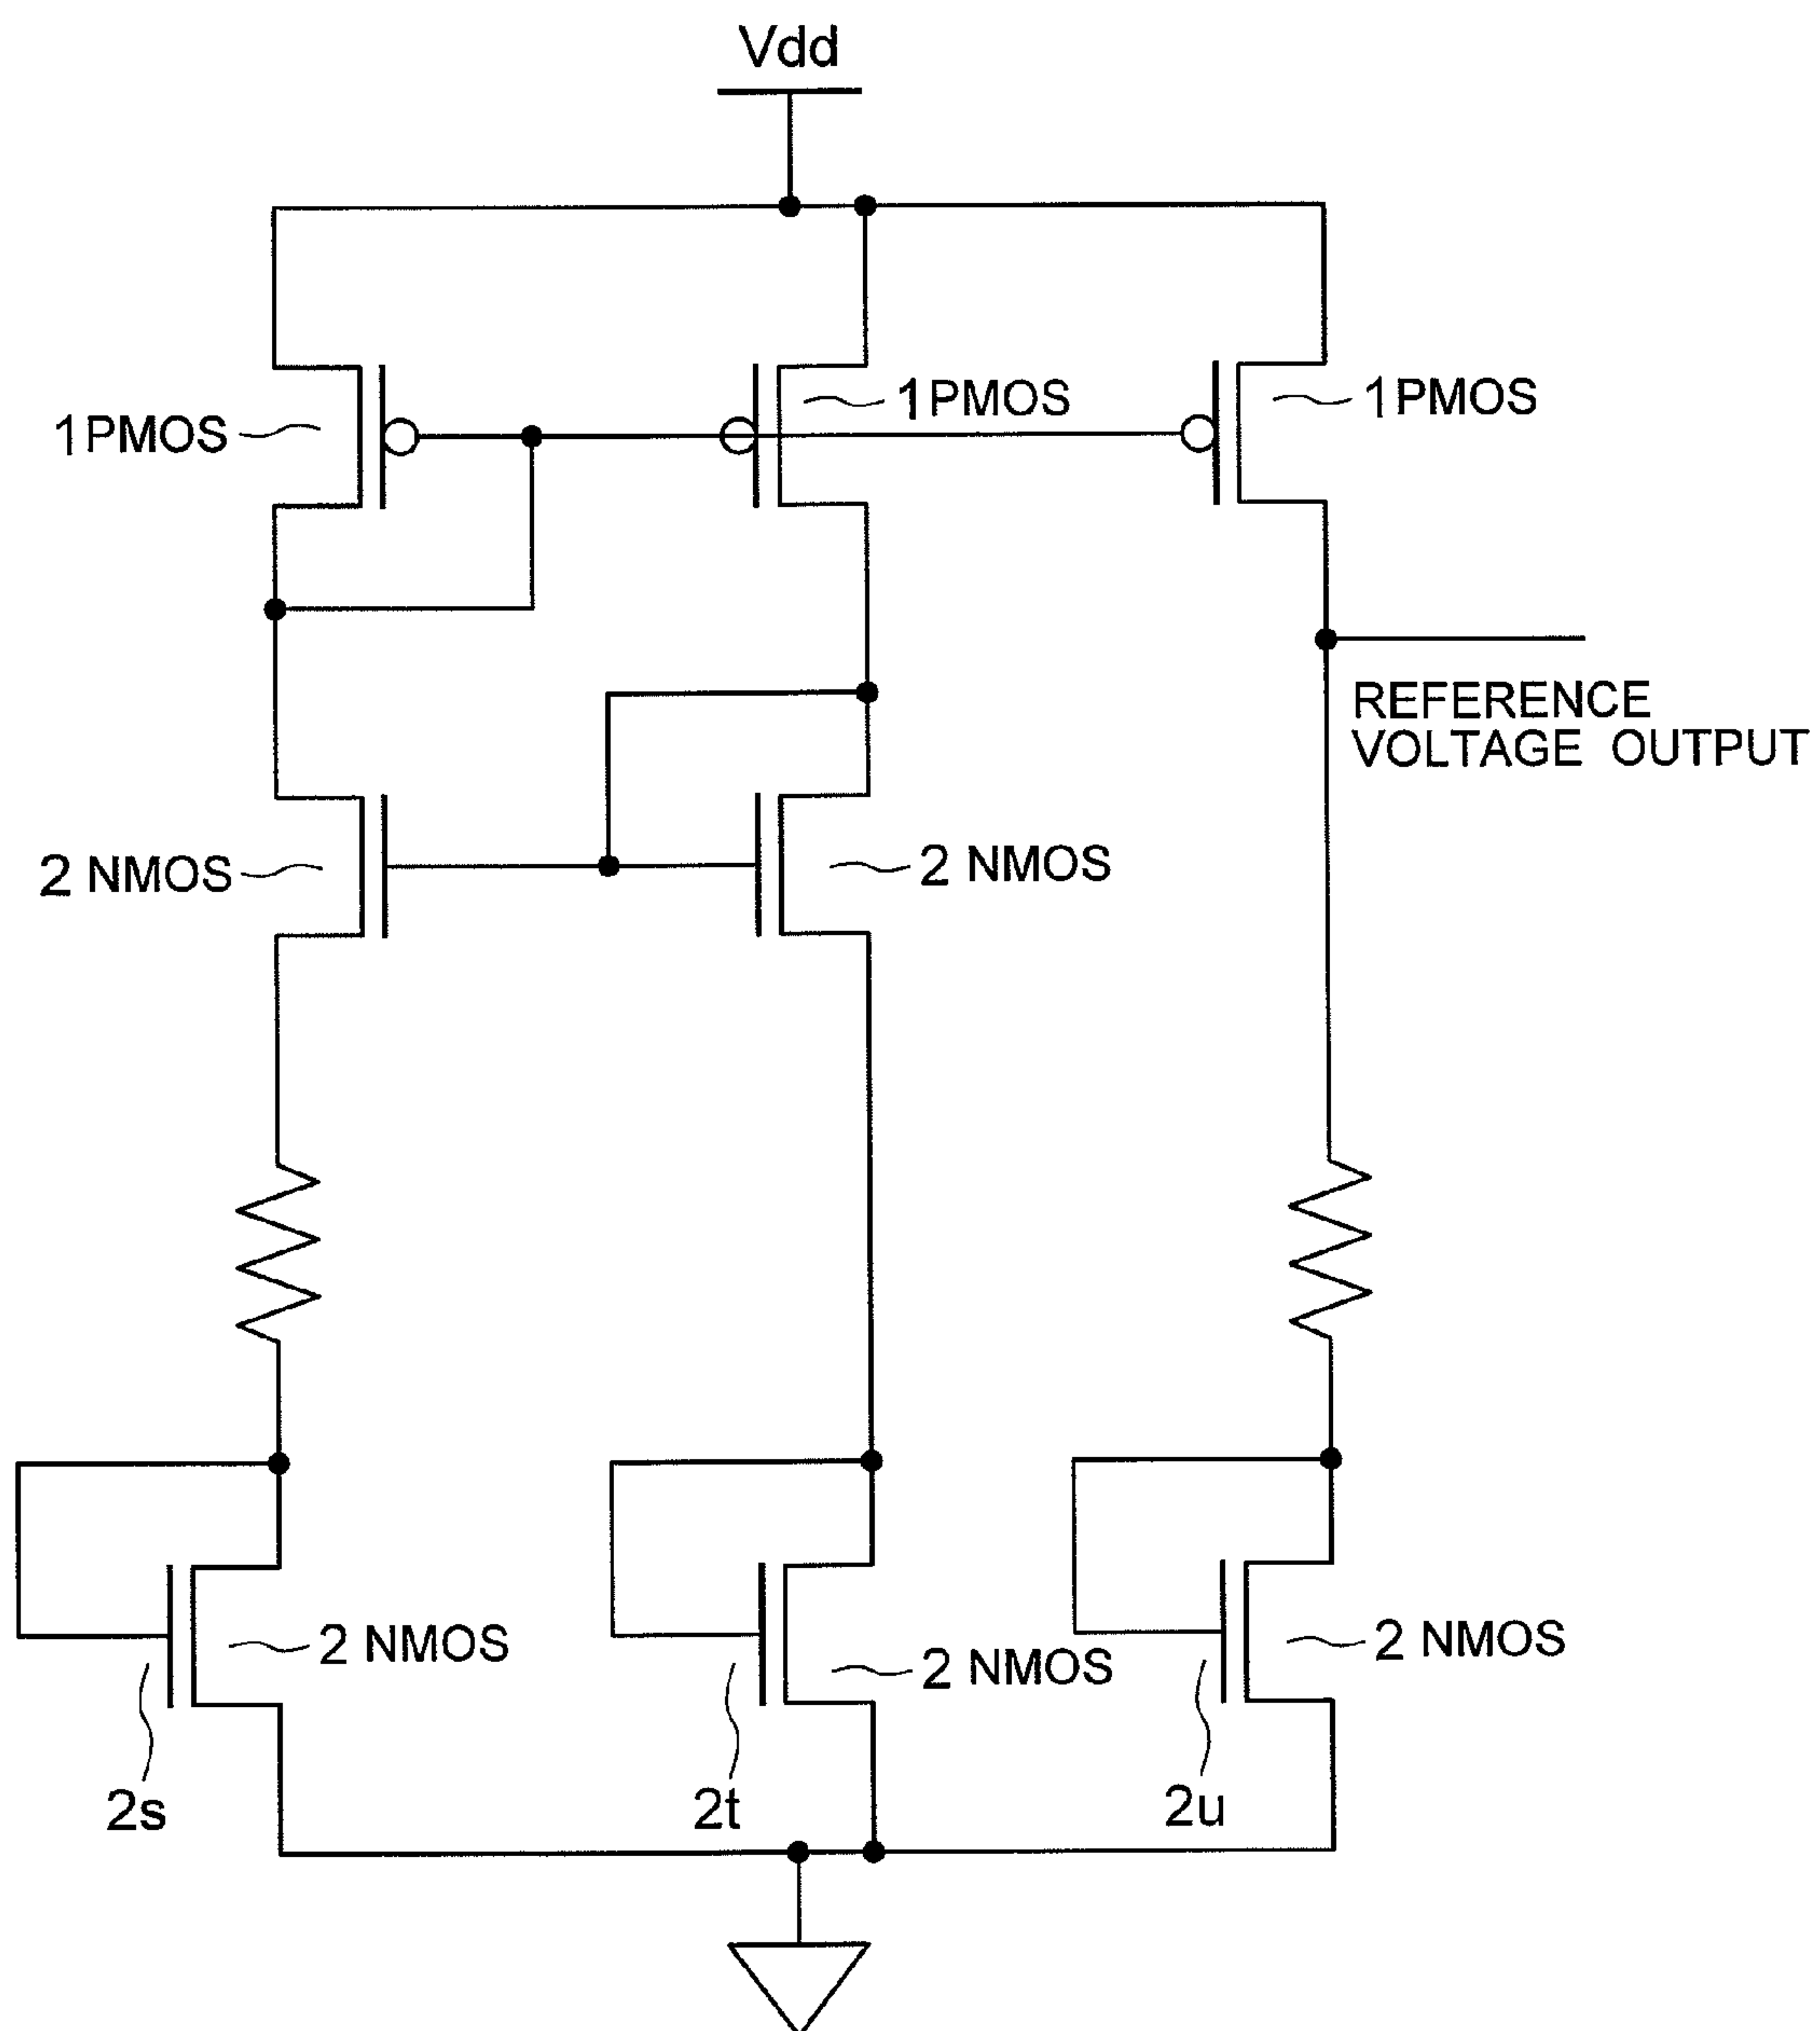 Vdd
1PMOS
1PMOS
1PMOS
REFERENCE
VOLTAGE OUTPUT
2 NMOS
2 NMOS
2 NMOS
2 NMOS
2 NMOS
2s
2t
2u